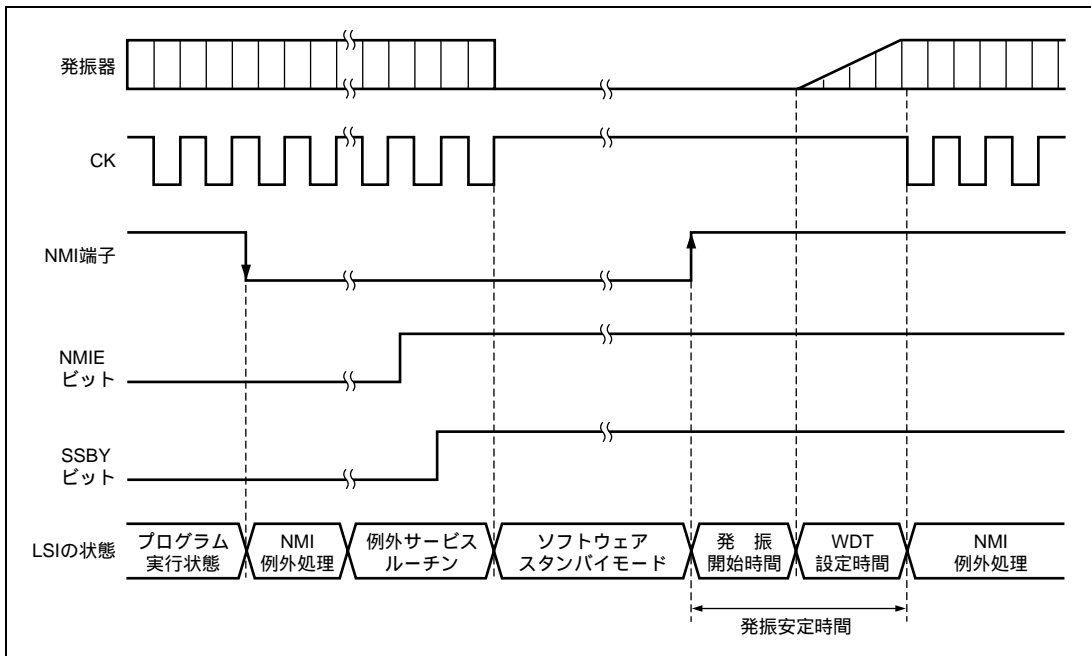 発振器
CK
NMI端子
NMIE
ビット
SSBY
ビット
LSIの状態
プログラム
実行状態
NMI
例外処理
例外サービス
ルーチン
ソフトウェア
スタンバイモード
発 振
開始時間
WDT
設定時間
NMI
例外処理
発振安定時間